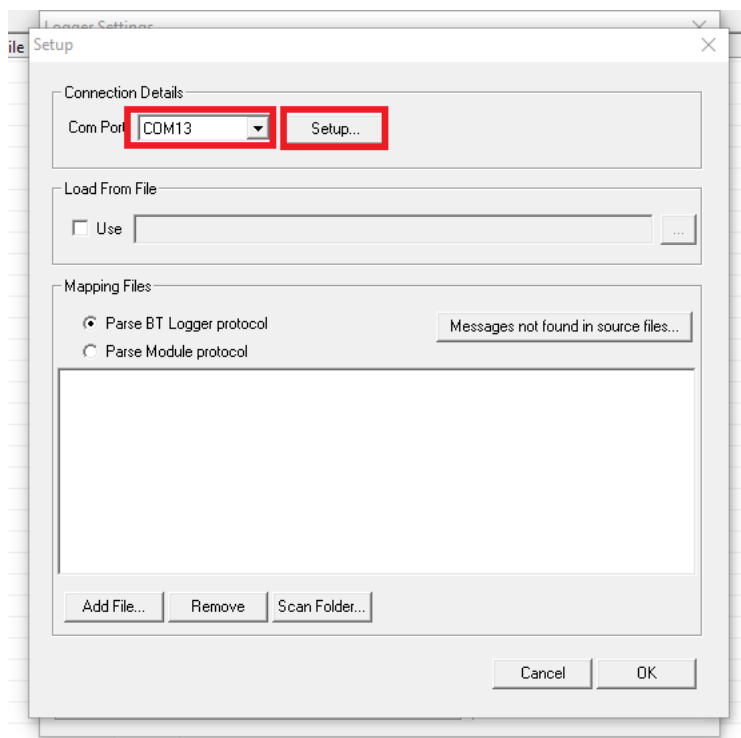 Logger Settings
ile
Setup
Connection Details
Com Port
COM13
Setup...
Load From File
Use
...
Mapping Files
Parse BT Logger protocol
Messages not found in source files...
Parse Module protocol
Add File...
Remove
Scan Folder...
Cancel
OK